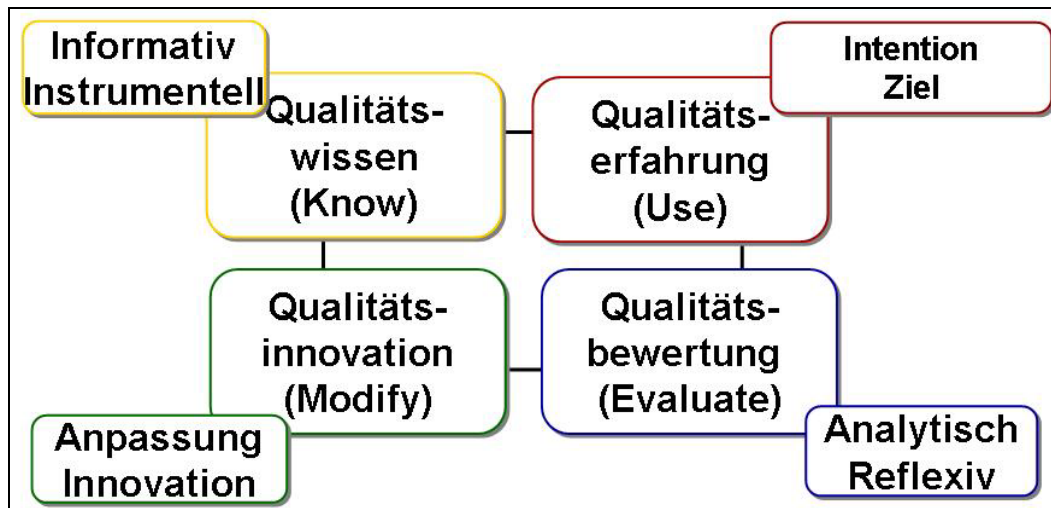 Informativ
Instrumentell
Qualitäts-
wissen
(Know)
Intention
Ziel
Qualitäts-
erfahrung
(Use)
Qualitäts-
innovation
(Modify)
Anpassung
Innovation
Qualitäts-
bewertung
(Evaluate)
Analytisch
Reflexiv